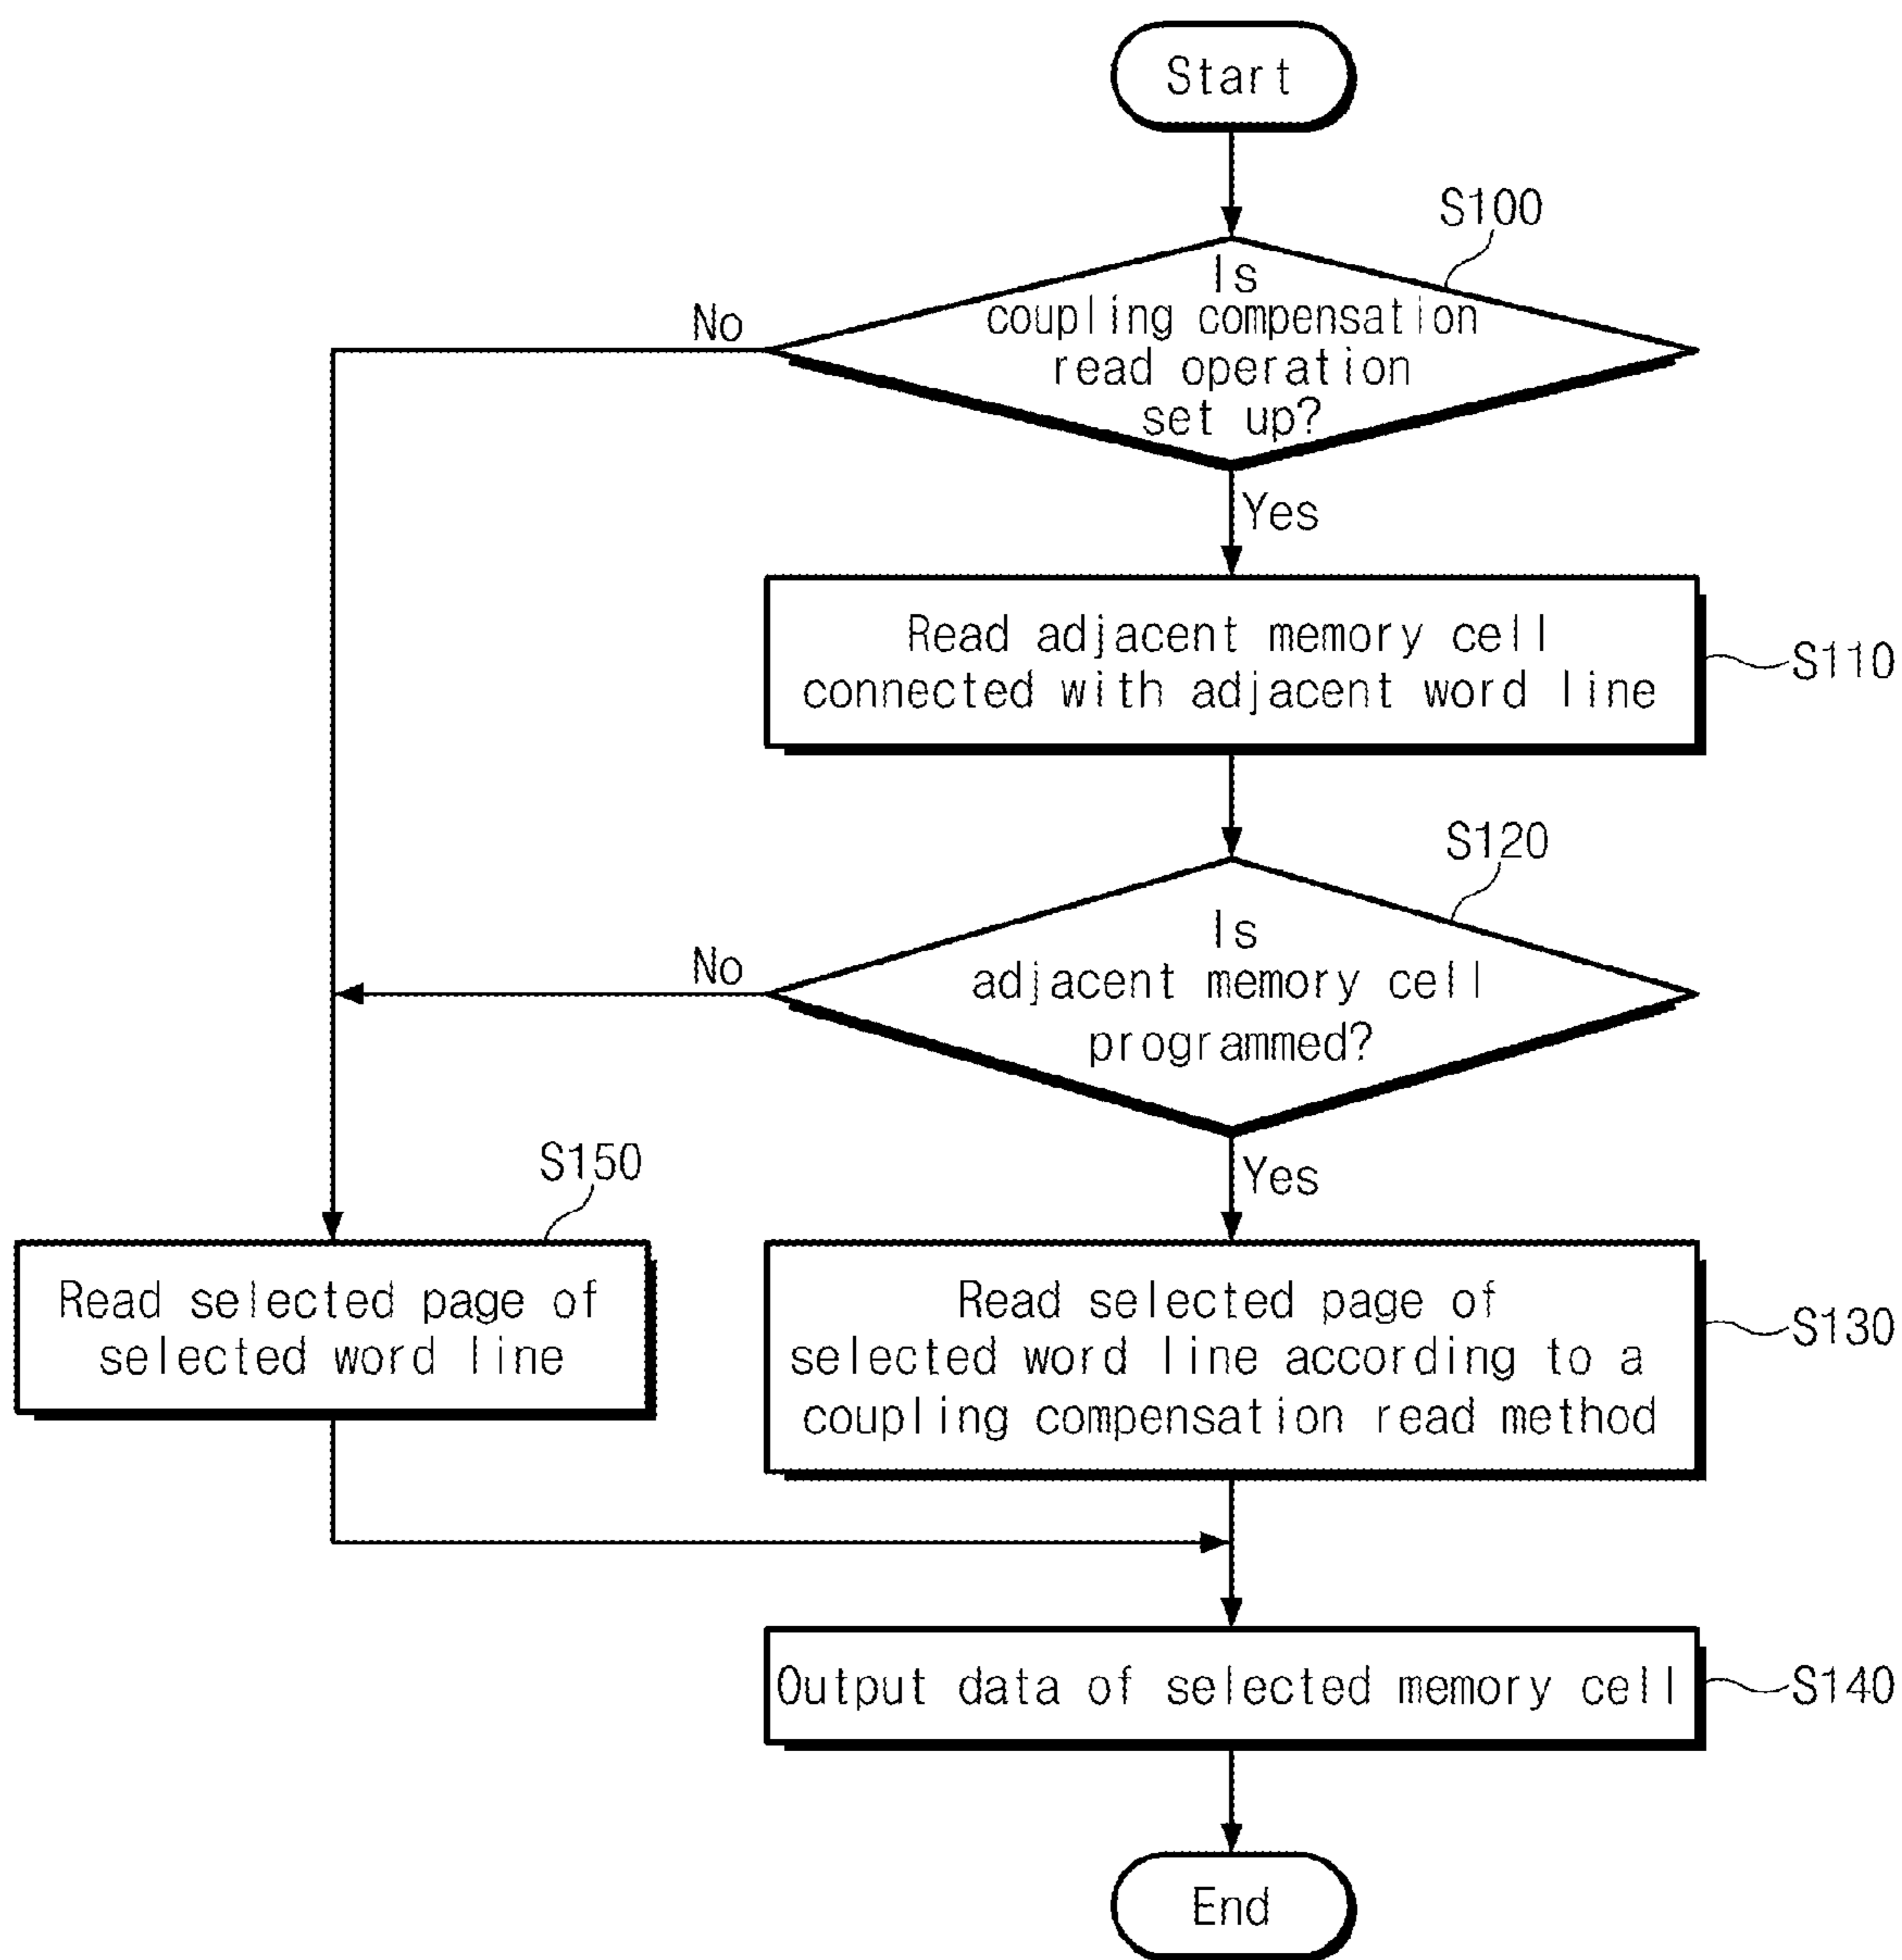 Start
S100
Is
coupling compensation
read operation
set up?
No
Yes
Read adjacent memory cell
connected with adjacent word line
S110
S120
Is
adjacent memory cell
programmed?
No
Yes
S150
Read selected page of
selected word line
Read selected page of
selected word line according to a
coupling compensation read method
S130
Output data of selected memory cell
S140
End